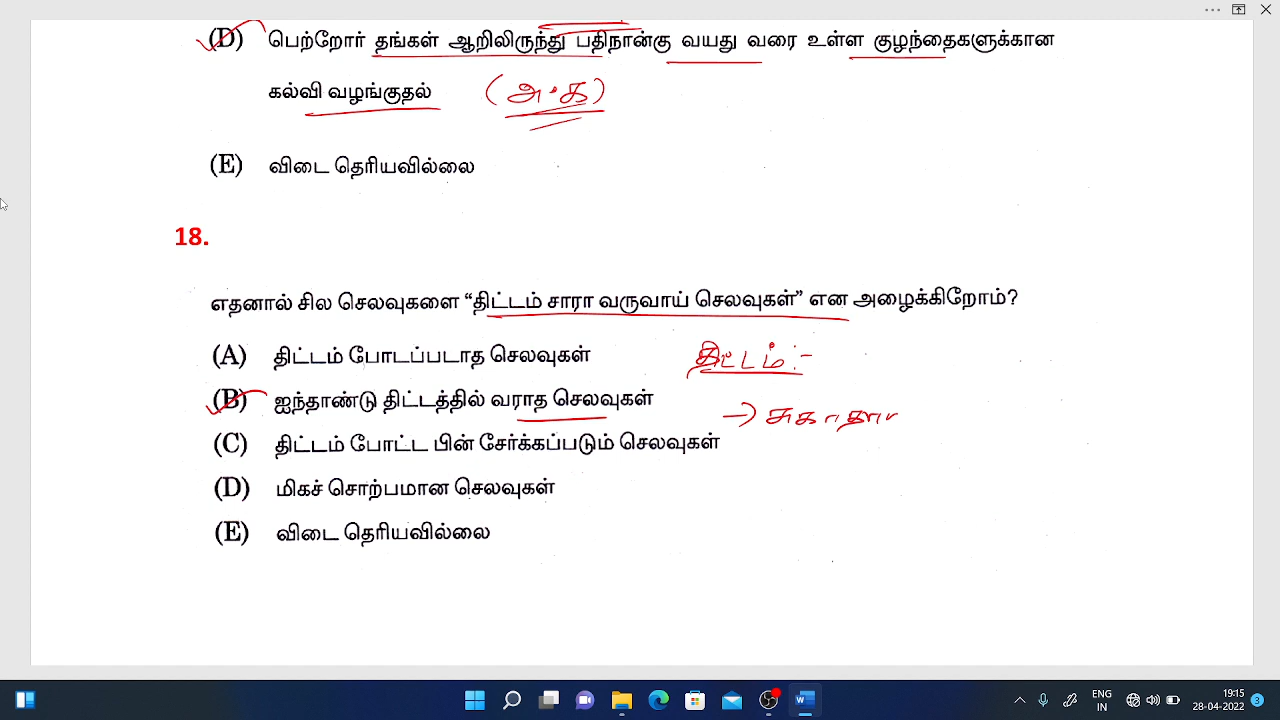 (D) பெற்றோர் தங்கள் ஆறிலிருந்து பதினான்கு வயது வரை உள்ள குழந்தைகளுக்கான
கல்வி வழங்குதல் (அ.க)
(E) விடை தெரியவில்லை
18.
எதனால் சில செலவுகளை “திட்டம் சாரா வருவாய் செலவுகள்” என அழைக்கிறோம்?
(A) திட்டம் போடப்படாத செலவுகள் திட்டம் :-
(B) ஐந்தாண்டு திட்டத்தில் வராத செலவுகள் → சுகாதார
(C) திட்டம் போட்ட பின் சேர்க்கப்படும் செலவுகள்
(D) மிகச் சொற்பமான செலவுகள்
(E) விடை தெரியவில்லை
ENG
IN
19:15
28-04-2022
3